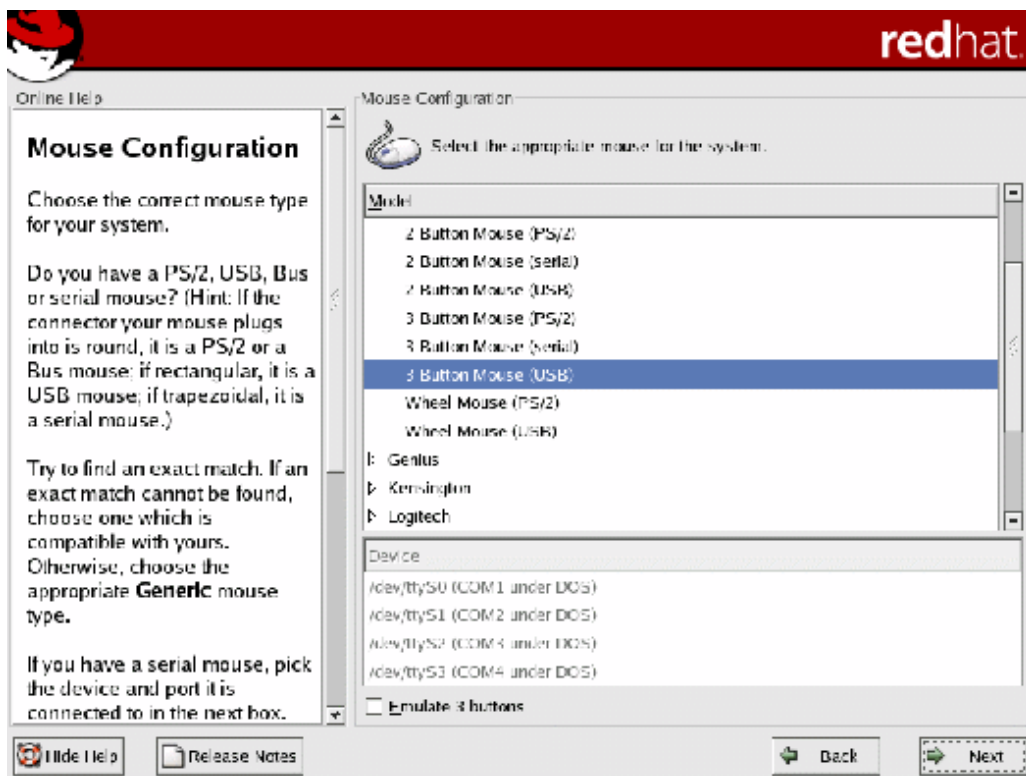 redhat.
Online Help
Mouse Configuration
Choose the correct mouse type
for your system.
Do you have a PS/2, USB, Bus
or serial mouse? (Hint: If the
connector your mouse plugs
into is round, it is a PS/2 or a
Bus mouse; if rectangular, it is a
USB mouse; if trapezoidal, it is
a serial mouse.)
Try to find an exact match. If an
exact match cannot be found,
choose one which is
compatible with yours.
Otherwise, choose the
appropriate Generic mouse
type.
If you have a serial mouse, pick
the device and port it is
connected to in the next box.
Mouse Configuration
Select the appropriate mouse for the system.
Model
2 Button Mouse (PS/2)
2 Button Mouse (serial)
2 Button Mouse (USB)
3 Button Mouse (PS/2)
3 Button Mouse (serial)
3 Button Mouse (USB)
Wheel Mouse (PS/2)
Wheel Mouse (USB)
Genius
Kensington
Logitech
Device
/dev/ttyS0 (COM1 under DOS)
/dev/ttyS1 (COM2 under DOS)
/dev/ttyS2 (COM3 under DOS)
/dev/ttyS3 (COM4 under DOS)
Emulate 3 buttons
Hide Help
Release Notes
Back
Next